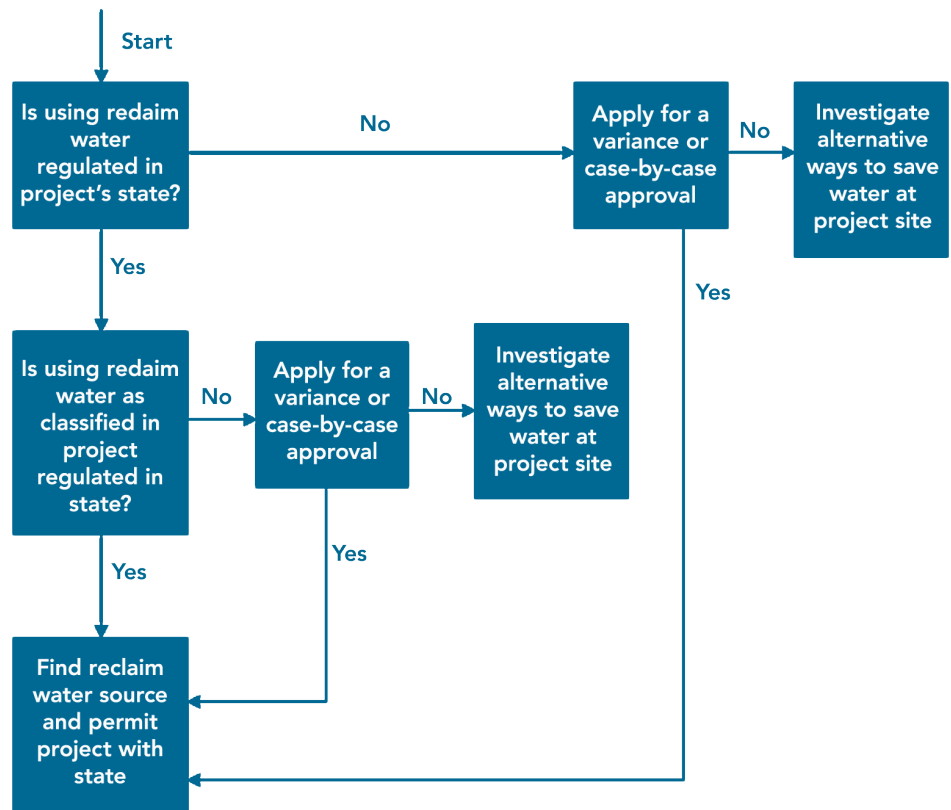 Start
Is using redaim
water
regulated in
project's state?
No
Apply for a
variance or
case-by-case
approval
No
Investigate
alternative
ways to save
water at
project site
Yes
Yes
Is using redaim
water as
classified in
project
regulated in
state?
No
Apply for a
variance or
case-by-case
approval
No
Investigate
alternative
ways to save
water at
project site
Yes
Yes
Find reclaim
water source
and permit
project with
state